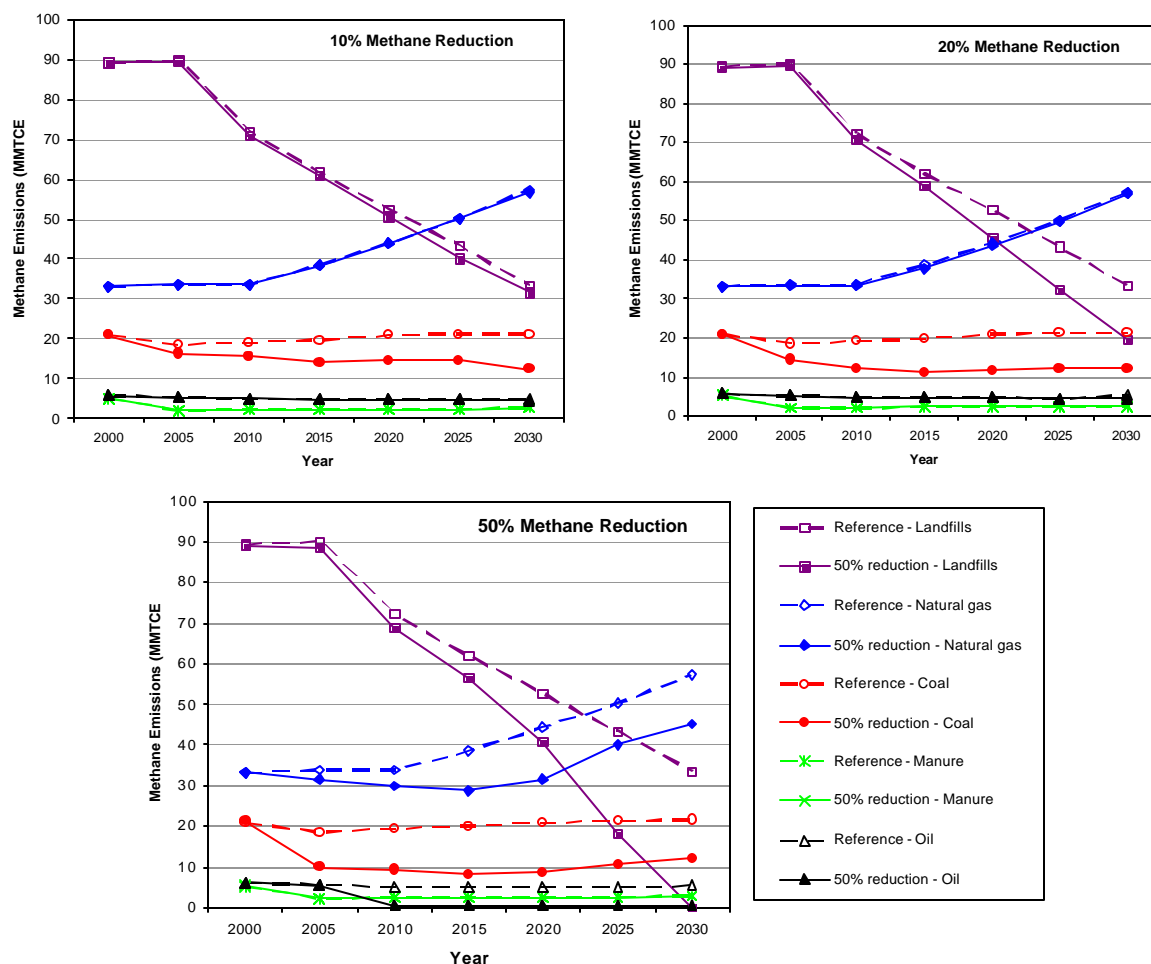 10% Methane Reduction
Methane Emissions (MMTCE)
100
90
80
70
60
50
40
30
20
10
0
2000 2005 2010 2015 2020 2025 2030
Year
20% Methane Reduction
Methane Emissions (MMTCE)
100
90
80
70
60
50
40
30
20
10
0
2000 2005 2010 2015 2020 2025 2030
Year
50% Methane Reduction
Methane Emissions (MMTCE
100
90
80
70
60
50
40
30
20
10
0
2000 2005 2010 2015 2020 2025 2030
Year
Reference - Landfills
50% reduction - Landfills
Reference - Natural gas
50% reduction - Natural gas
Reference - Coal
50% reduction - Coal
Reference - Manure
50% reduction - Manure
Reference - Oil
50% reduction - Oil